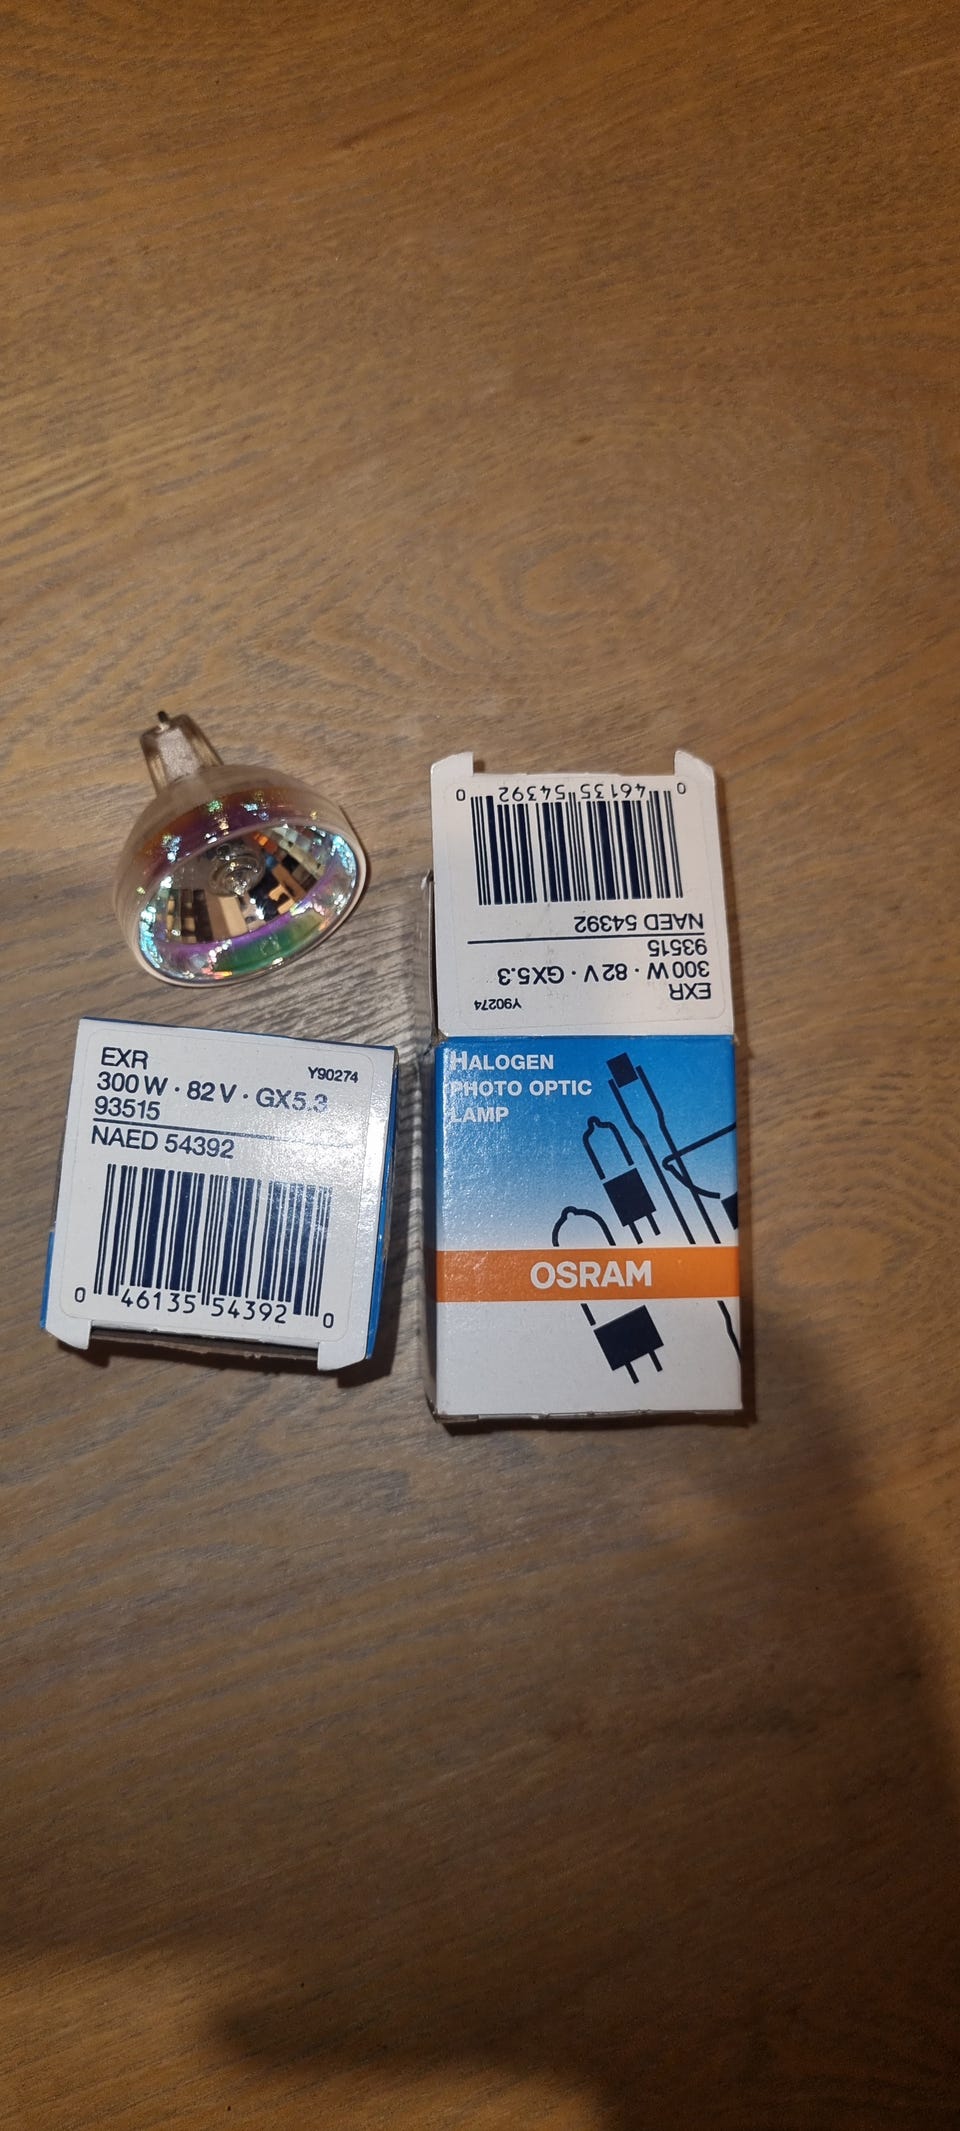 EXR
Y90274
300 W · 82 V · GX5.3
93515
NAED 54392
0 46135 54392 0
EXR
Y90274
300 W · 82 V · GX5.3
93515
NAED 54392
0 46135 54392 0
HALOGEN
PHOTO OPTIC
LAMP
OSRAM